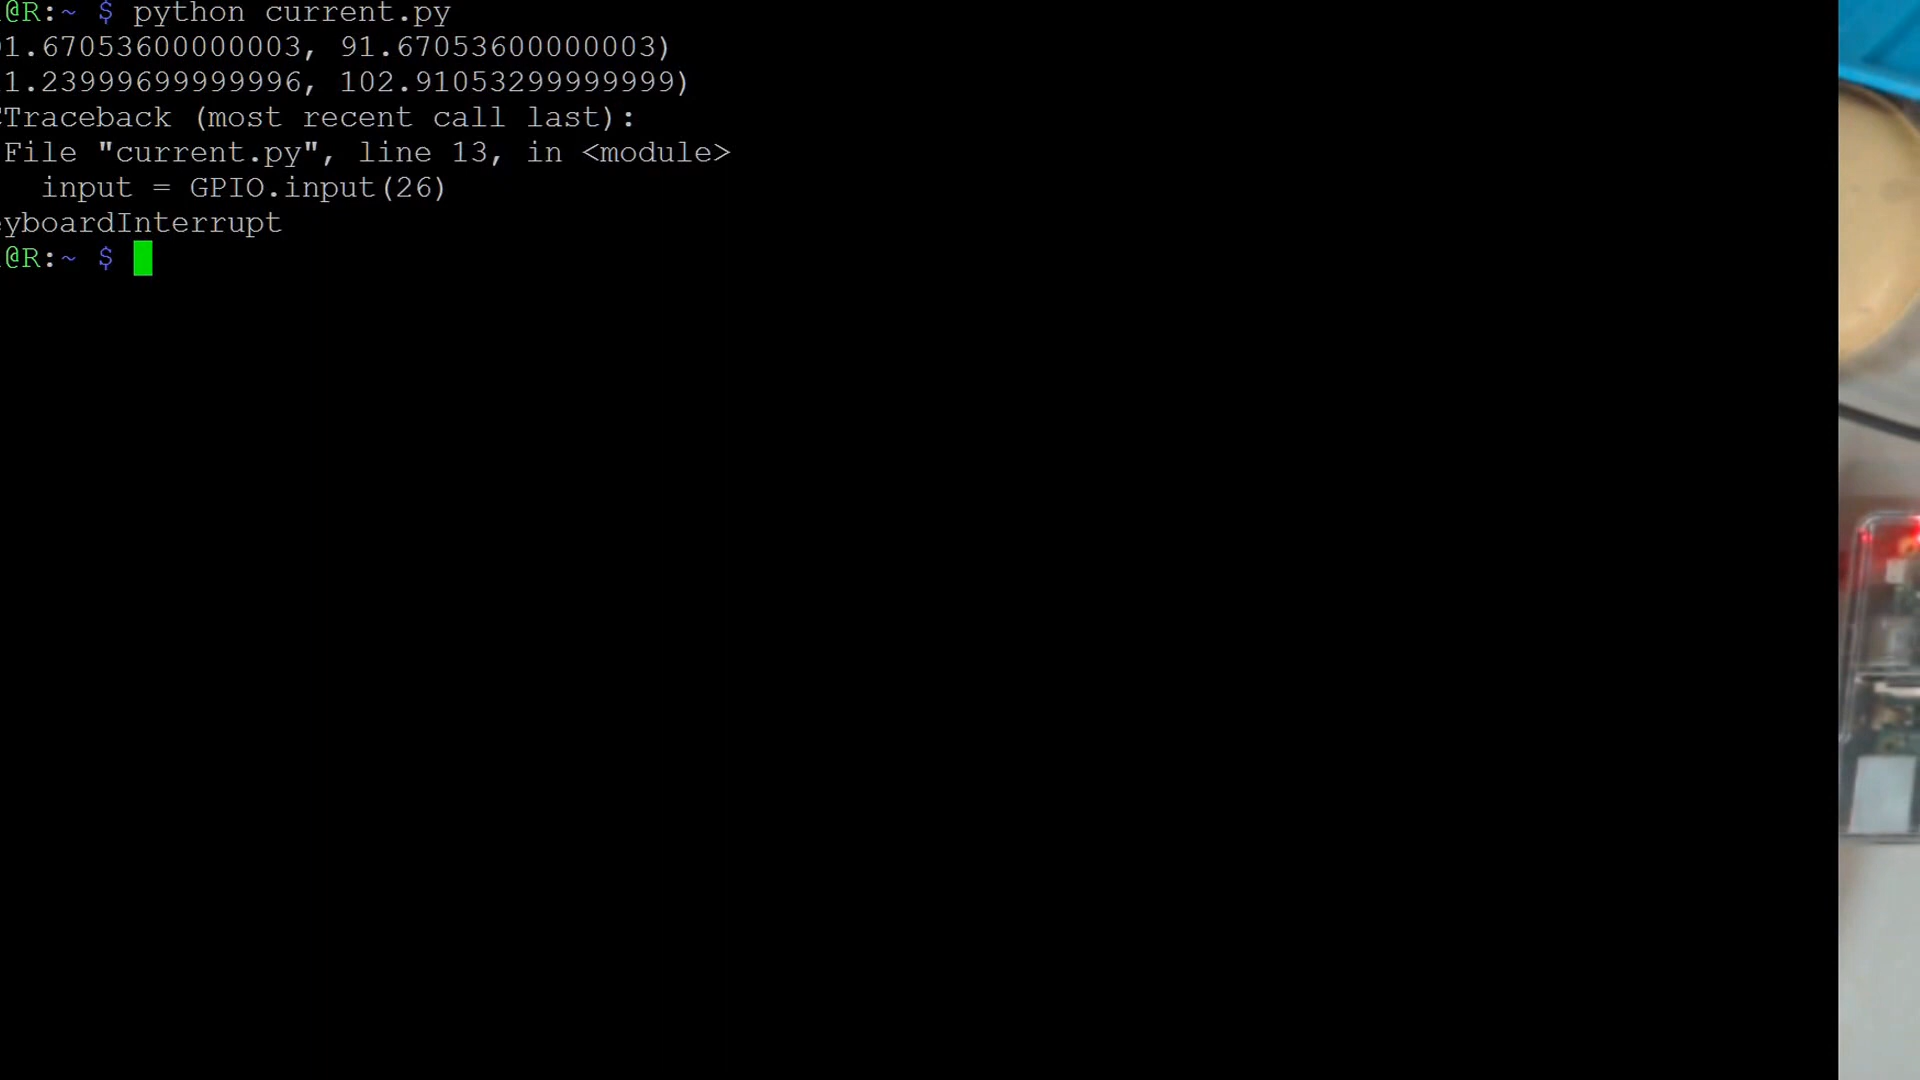 @R:~ $ python current.py
1.67053600000003, 91.67053600000003)
1.23999699999996, 102.91053299999999)
Traceback (most recent call last):
File "current.py", line 13, in <module>
input = GPIO.input(26)
eyboardInterrupt
@R:~ $